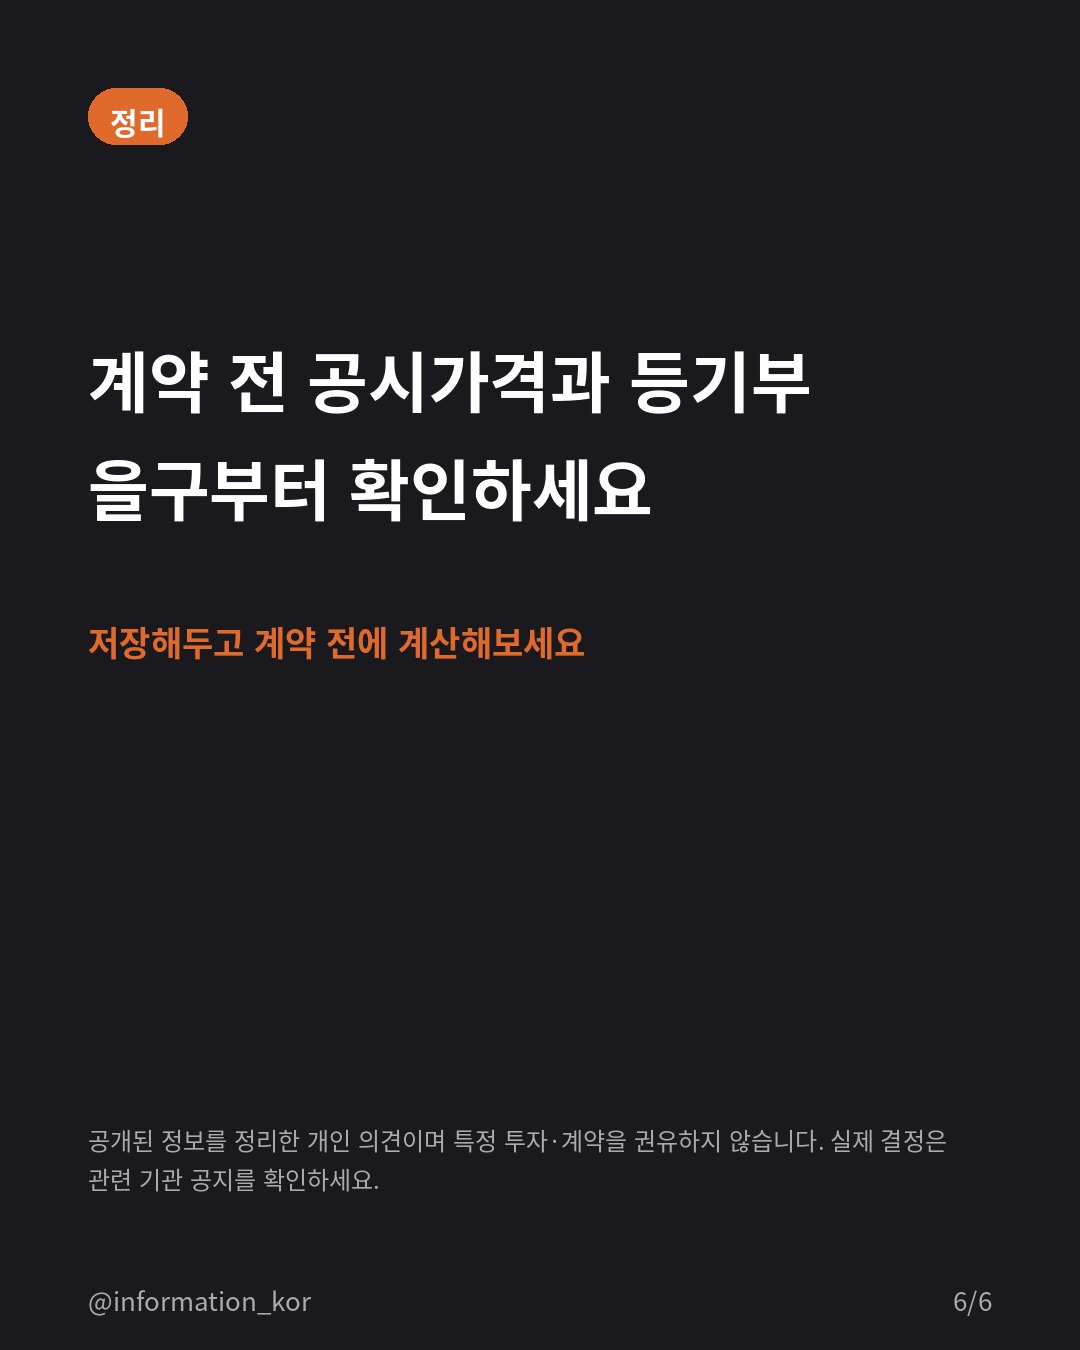 정리
계약 전 공시가격과 등기부
을구부터 확인하세요
저장해두고 계약 전에 계산해보세요
공개된 정보를 정리한 개인 의견이며 특정 투자·계약을 권유하지 않습니다. 실제 결정은
관련 기관 공지를 확인하세요.
@information_kor
6/6